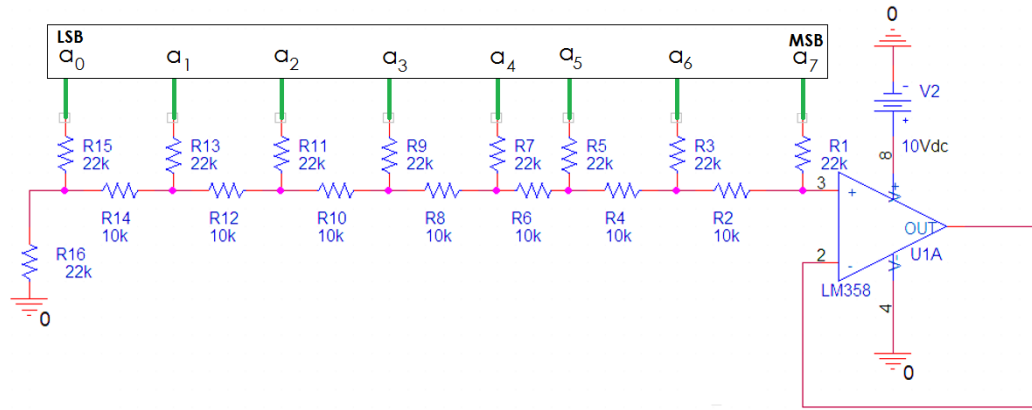 0
LSB
MSB
a0
a1
a2
a3
a4
a5
a6
a7
-
V2
+
10Vdc
R15
22k
R13
22k
R11
22k
R9
22k
R7
22k
R5
22k
R3
22k
R1
22k
8
3
+
V+
R14
10k
R12
10k
R10
10k
R8
10k
R6
10k
R4
10k
R2
10k
OUT
U1A
R16
22k
2
-
V-
LM358
4
0
0